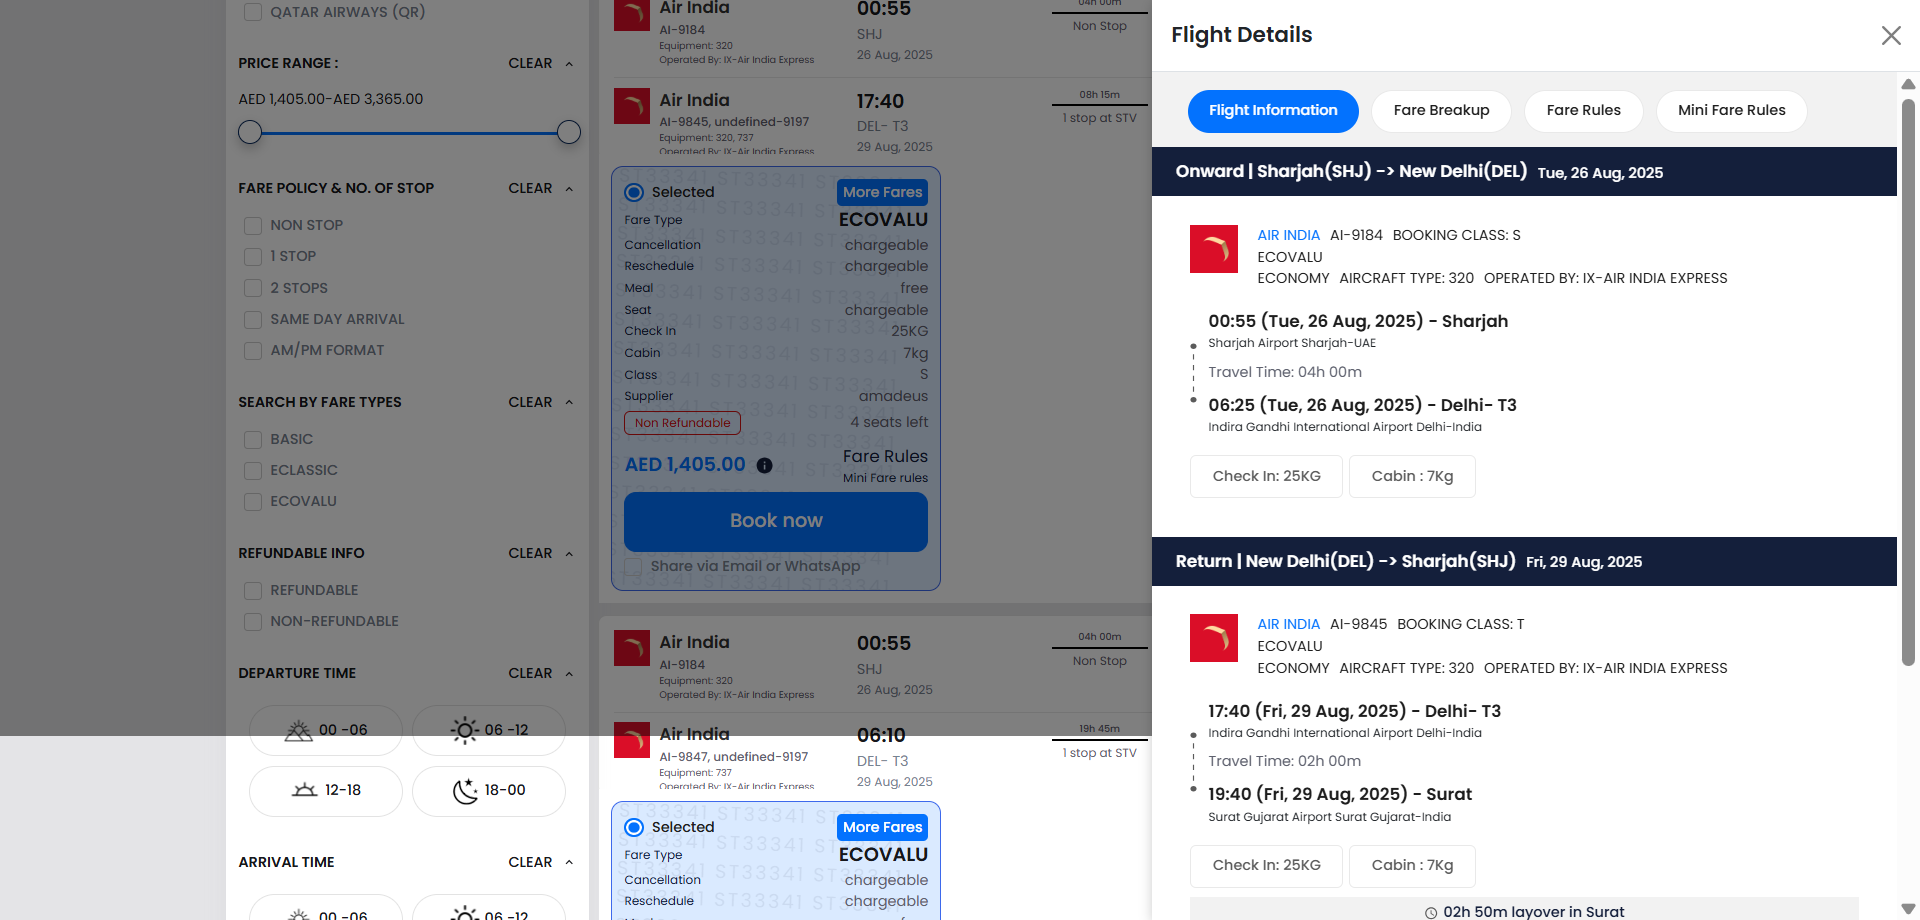 QATAR AIRWAYS (QR)
PRICE RANGE :
CLEAR
AED 1,405.00-AED 3,365.00
FARE POLICY & NO. OF STOP
CLEAR
NON STOP
1 STOP
2 STOPS
SAME DAY ARRIVAL
AM/PM FORMAT
SEARCH BY FARE TYPES
CLEAR
BASIC
ECLASSIC
ECOVALU
REFUNDABLE INFO
CLEAR
REFUNDABLE
NON-REFUNDABLE
DEPARTURE TIME
CLEAR
00 -06
06 -12
12-18
18-00
ARRIVAL TIME
CLEAR
00 -06
06 -12
Air India
AI-9184
Equipment: 320
Operated By: IX-Air India Express
00:55
SHJ
26 Aug, 2025
04h 00m
Non Stop
Air India
AI-9845, undefined-9197
Equipment: 320, 737
Operated By: IX-Air India Express
17:40
DEL- T3
29 Aug, 2025
08h 15m
1 stop at STV
Selected
More Fares
Fare Type ECOVALU
Cancellation chargeable
Reschedule chargeable
Meal free
Seat chargeable
Check In 25KG
Cabin 7kg
Class S
Supplier amadeus
Non Refundable 4 seats left
AED 1,405.00
Fare Rules
Mini Fare rules
Book now
Share via Email or WhatsApp
ST33341 ST33341 ST33341
Air India
AI-9184
Equipment: 320
Operated By: IX-Air India Express
00:55
SHJ
26 Aug, 2025
04h 00m
Non Stop
Air India
AI-9847, undefined-9197
Equipment: 737
Operated By: IX-Air India Express
06:10
DEL- T3
29 Aug, 2025
19h 45m
1 stop at STV
Selected
More Fares
Fare Type ECOVALU
Cancellation chargeable
Reschedule chargeable
Flight Details
Flight Information
Fare Breakup
Fare Rules
Mini Fare Rules
Onward | Sharjah(SHJ) -> New Delhi(DEL) Tue, 26 Aug, 2025
AIR INDIA AI-9184 BOOKING CLASS: S
ECOVALU
ECONOMY AIRCRAFT TYPE: 320 OPERATED BY: IX-AIR INDIA EXPRESS
00:55 (Tue, 26 Aug, 2025) - Sharjah
Sharjah Airport Sharjah-UAE
Travel Time: 04h 00m
06:25 (Tue, 26 Aug, 2025) - Delhi- T3
Indira Gandhi International Airport Delhi-India
Check In: 25KG
Cabin : 7Kg
Return | New Delhi(DEL) -> Sharjah(SHJ) Fri, 29 Aug, 2025
AIR INDIA AI-9845 BOOKING CLASS: T
ECOVALU
ECONOMY AIRCRAFT TYPE: 320 OPERATED BY: IX-AIR INDIA EXPRESS
17:40 (Fri, 29 Aug, 2025) - Delhi- T3
Indira Gandhi International Airport Delhi-India
Travel Time: 02h 00m
19:40 (Fri, 29 Aug, 2025) - Surat
Surat Gujarat Airport Surat Gujarat-India
Check In: 25KG
Cabin : 7Kg
02h 50m layover in Surat